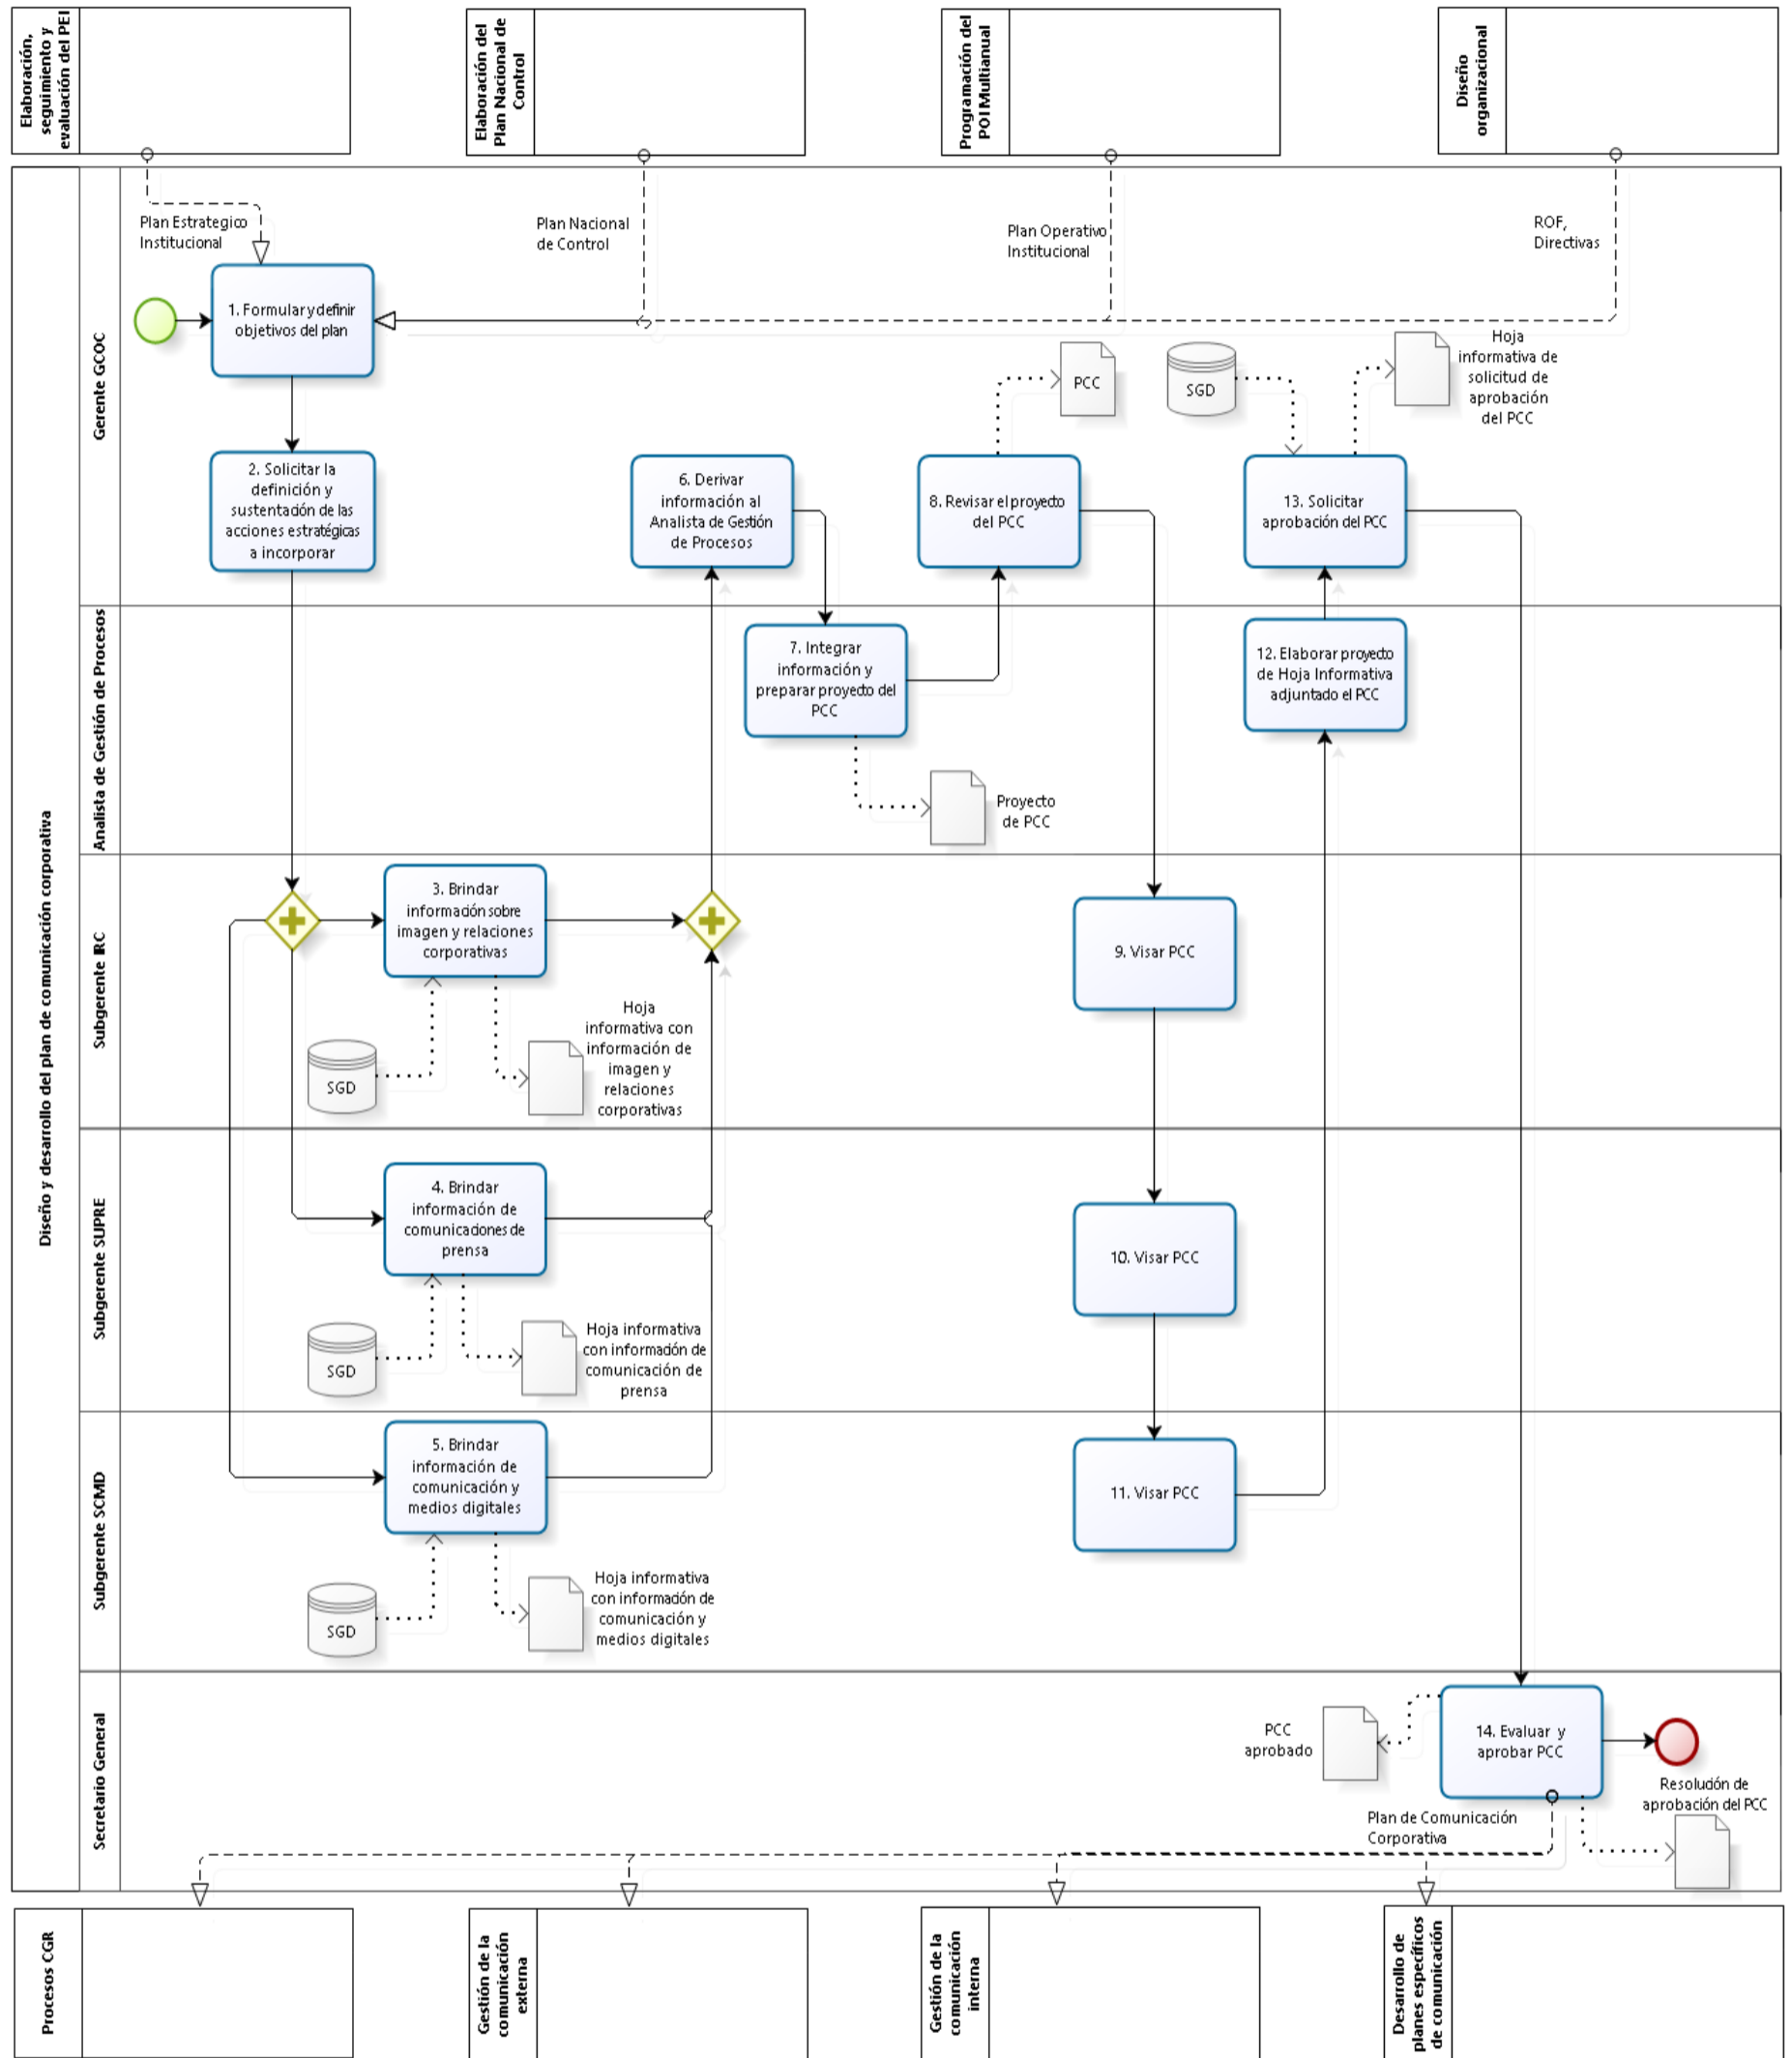 Elaboración,
seguimiento y
evaluación del PEI
Elaboración del
Plan Nacional de
Control
Programación del
POI Multianual
Diseño
organizacional
Diseño y desarrollo del plan de comunicación corporativa
Gerente GCOC
Plan Estrategico
Institucional
Plan Nacional
de Control
Plan Operativo
Institucional
ROF,
Directivas
1. Formular y definir
objetivos del plan
2. Solicitar la
definición y
sustentación de las
acciones estratégicas
a incorporar
6. Derivar
información al
Analista de Gestión
de Procesos
8. Revisar el proyecto
del PCC
PCC
SGD
Hoja
informativa de
solicitud de
aprobación
del PCC
13. Solicitar
aprobación del PCC
Analista de Gestión de Procesos
7. Integrar
información y
preparar proyecto del
PCC
Proyecto
de PCC
12. Elaborar proyecto
de Hoja Informativa
adjuntado el PCC
Subgerente IRC
3. Brindar
información sobre
imagen y relaciones
corporativas
SGD
Hoja
informativa con
información de
imagen y
relaciones
corporativas
9. Visar PCC
Subgerente SUPRE
4. Brindar
información de
comunicaciones de
prensa
SGD
Hoja informativa
con información de
comunicación de
prensa
10. Visar PCC
Subgerente SCMD
5. Brindar
información de
comunicación y
medios digitales
SGD
Hoja informativa
con información de
comunicación y
medios digitales
11. Visar PCC
Secretario General
PCC
aprobado
14. Evaluar y
aprobar PCC
Resolución de
aprobación del PCC
Plan de Comunicación
Corporativa
Procesos CGR
Gestión de la
comunicación
externa
Gestión de la
comunicación
interna
Desarrollo de
planes específicos
de comunicación